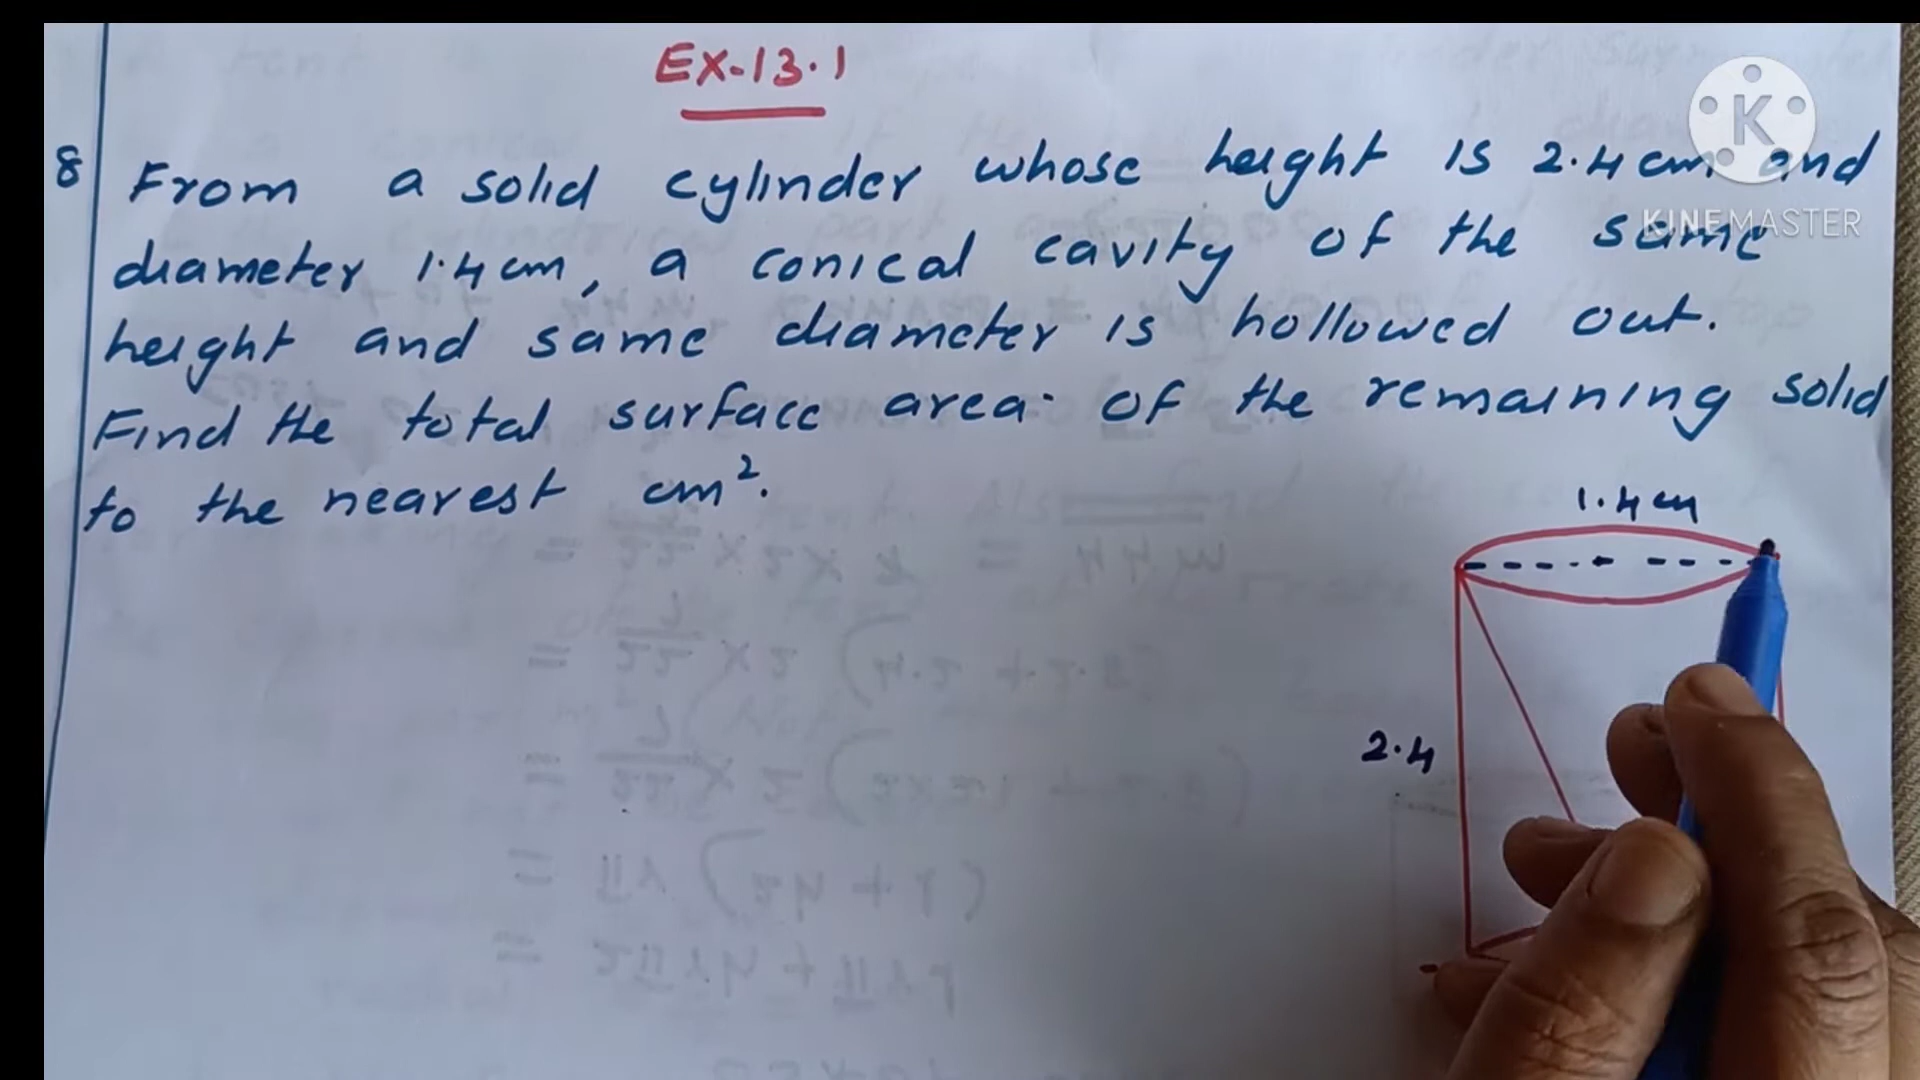 Ex-13.1
8 From a solid cylinder whose height is 2.4 cm and
diameter 1.4 cm, a conical cavity of the same
height and same diameter is hollowed out.
Find the total surface area of the remaining solid
to the nearest cm².
1.4 cm
2.4
K
KINEMASTER